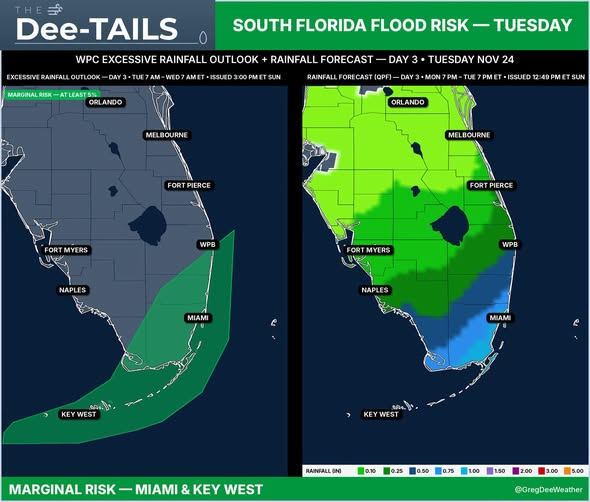 THE
Dee-TAILS
SOUTH FLORIDA FLOOD RISK — TUESDAY
WPC EXCESSIVE RAINFALL OUTLOOK + RAINFALL FORECAST — DAY 3 • TUESDAY NOV 24
EXCESSIVE RAINFALL OUTLOOK — DAY 3 • TUE 7 AM – WED 7 AM ET • ISSUED 3:00 PM ET SUN
MARGINAL RISK — AT LEAST 5%
ORLANDO
MELBOURNE
FORT PIERCE
WPB
FORT MYERS
NAPLES
MIAMI
KEY WEST
RAINFALL FORECAST (QPF) — DAY 3 • MON 7 PM – TUE 7 PM ET • ISSUED 12:49 PM ET SUN
ORLANDO
MELBOURNE
FORT PIERCE
WPB
FORT MYERS
NAPLES
MIAMI
KEY WEST
RAINFALL (IN) 0.10 0.25 0.50 0.75 1.00 1.50 2.00 3.00 5.00
MARGINAL RISK — MIAMI & KEY WEST
@GregDeeWeather